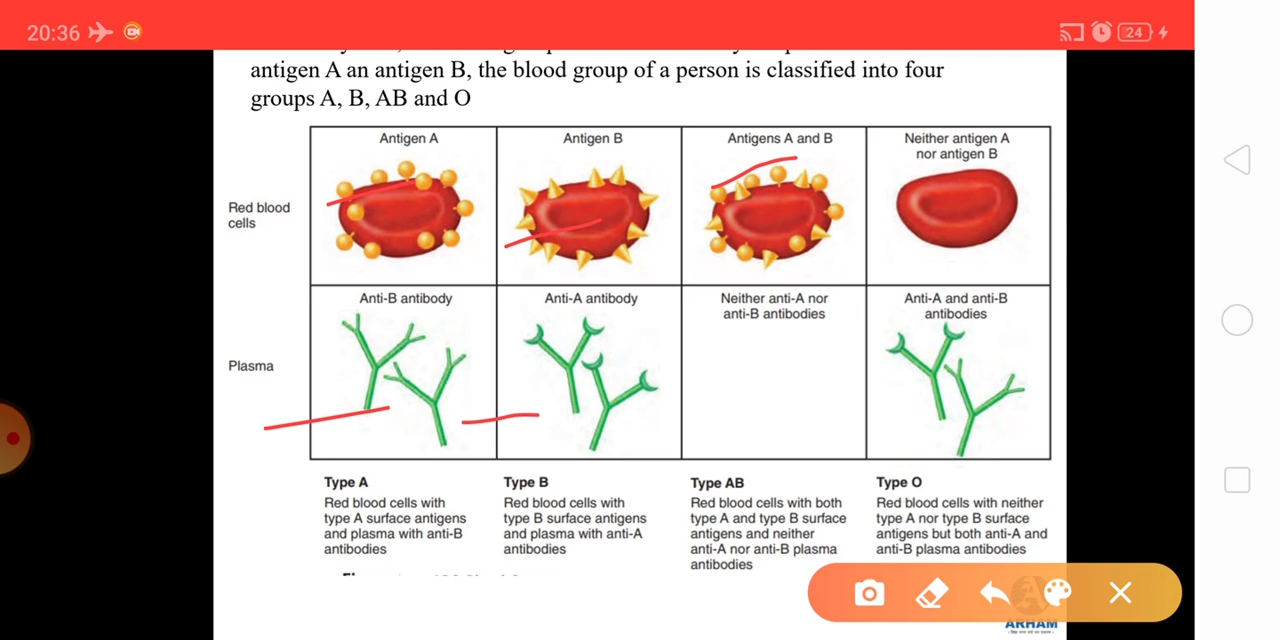 20:36
24
antigen A an antigen B, the blood group of a person is classified into four
groups A, B, AB and O
Antigen A
Antigen B
Antigens A and B
Neither antigen A
nor antigen B
Red blood
cells
Anti-B antibody
Anti-A antibody
Neither anti-A nor
anti-B antibodies
Anti-A and anti-B
antibodies
Plasma
Type A
Red blood cells with
type A surface antigens
and plasma with anti-B
antibodies
Type B
Red blood cells with
type B surface antigens
and plasma with anti-A
antibodies
Type AB
Red blood cells with both
type A and type B surface
antigens and neither
anti-A nor anti-B plasma
antibodies
Type O
Red blood cells with neither
type A nor type B surface
antigens but both anti-A and
anti-B plasma antibodies
ARHAM